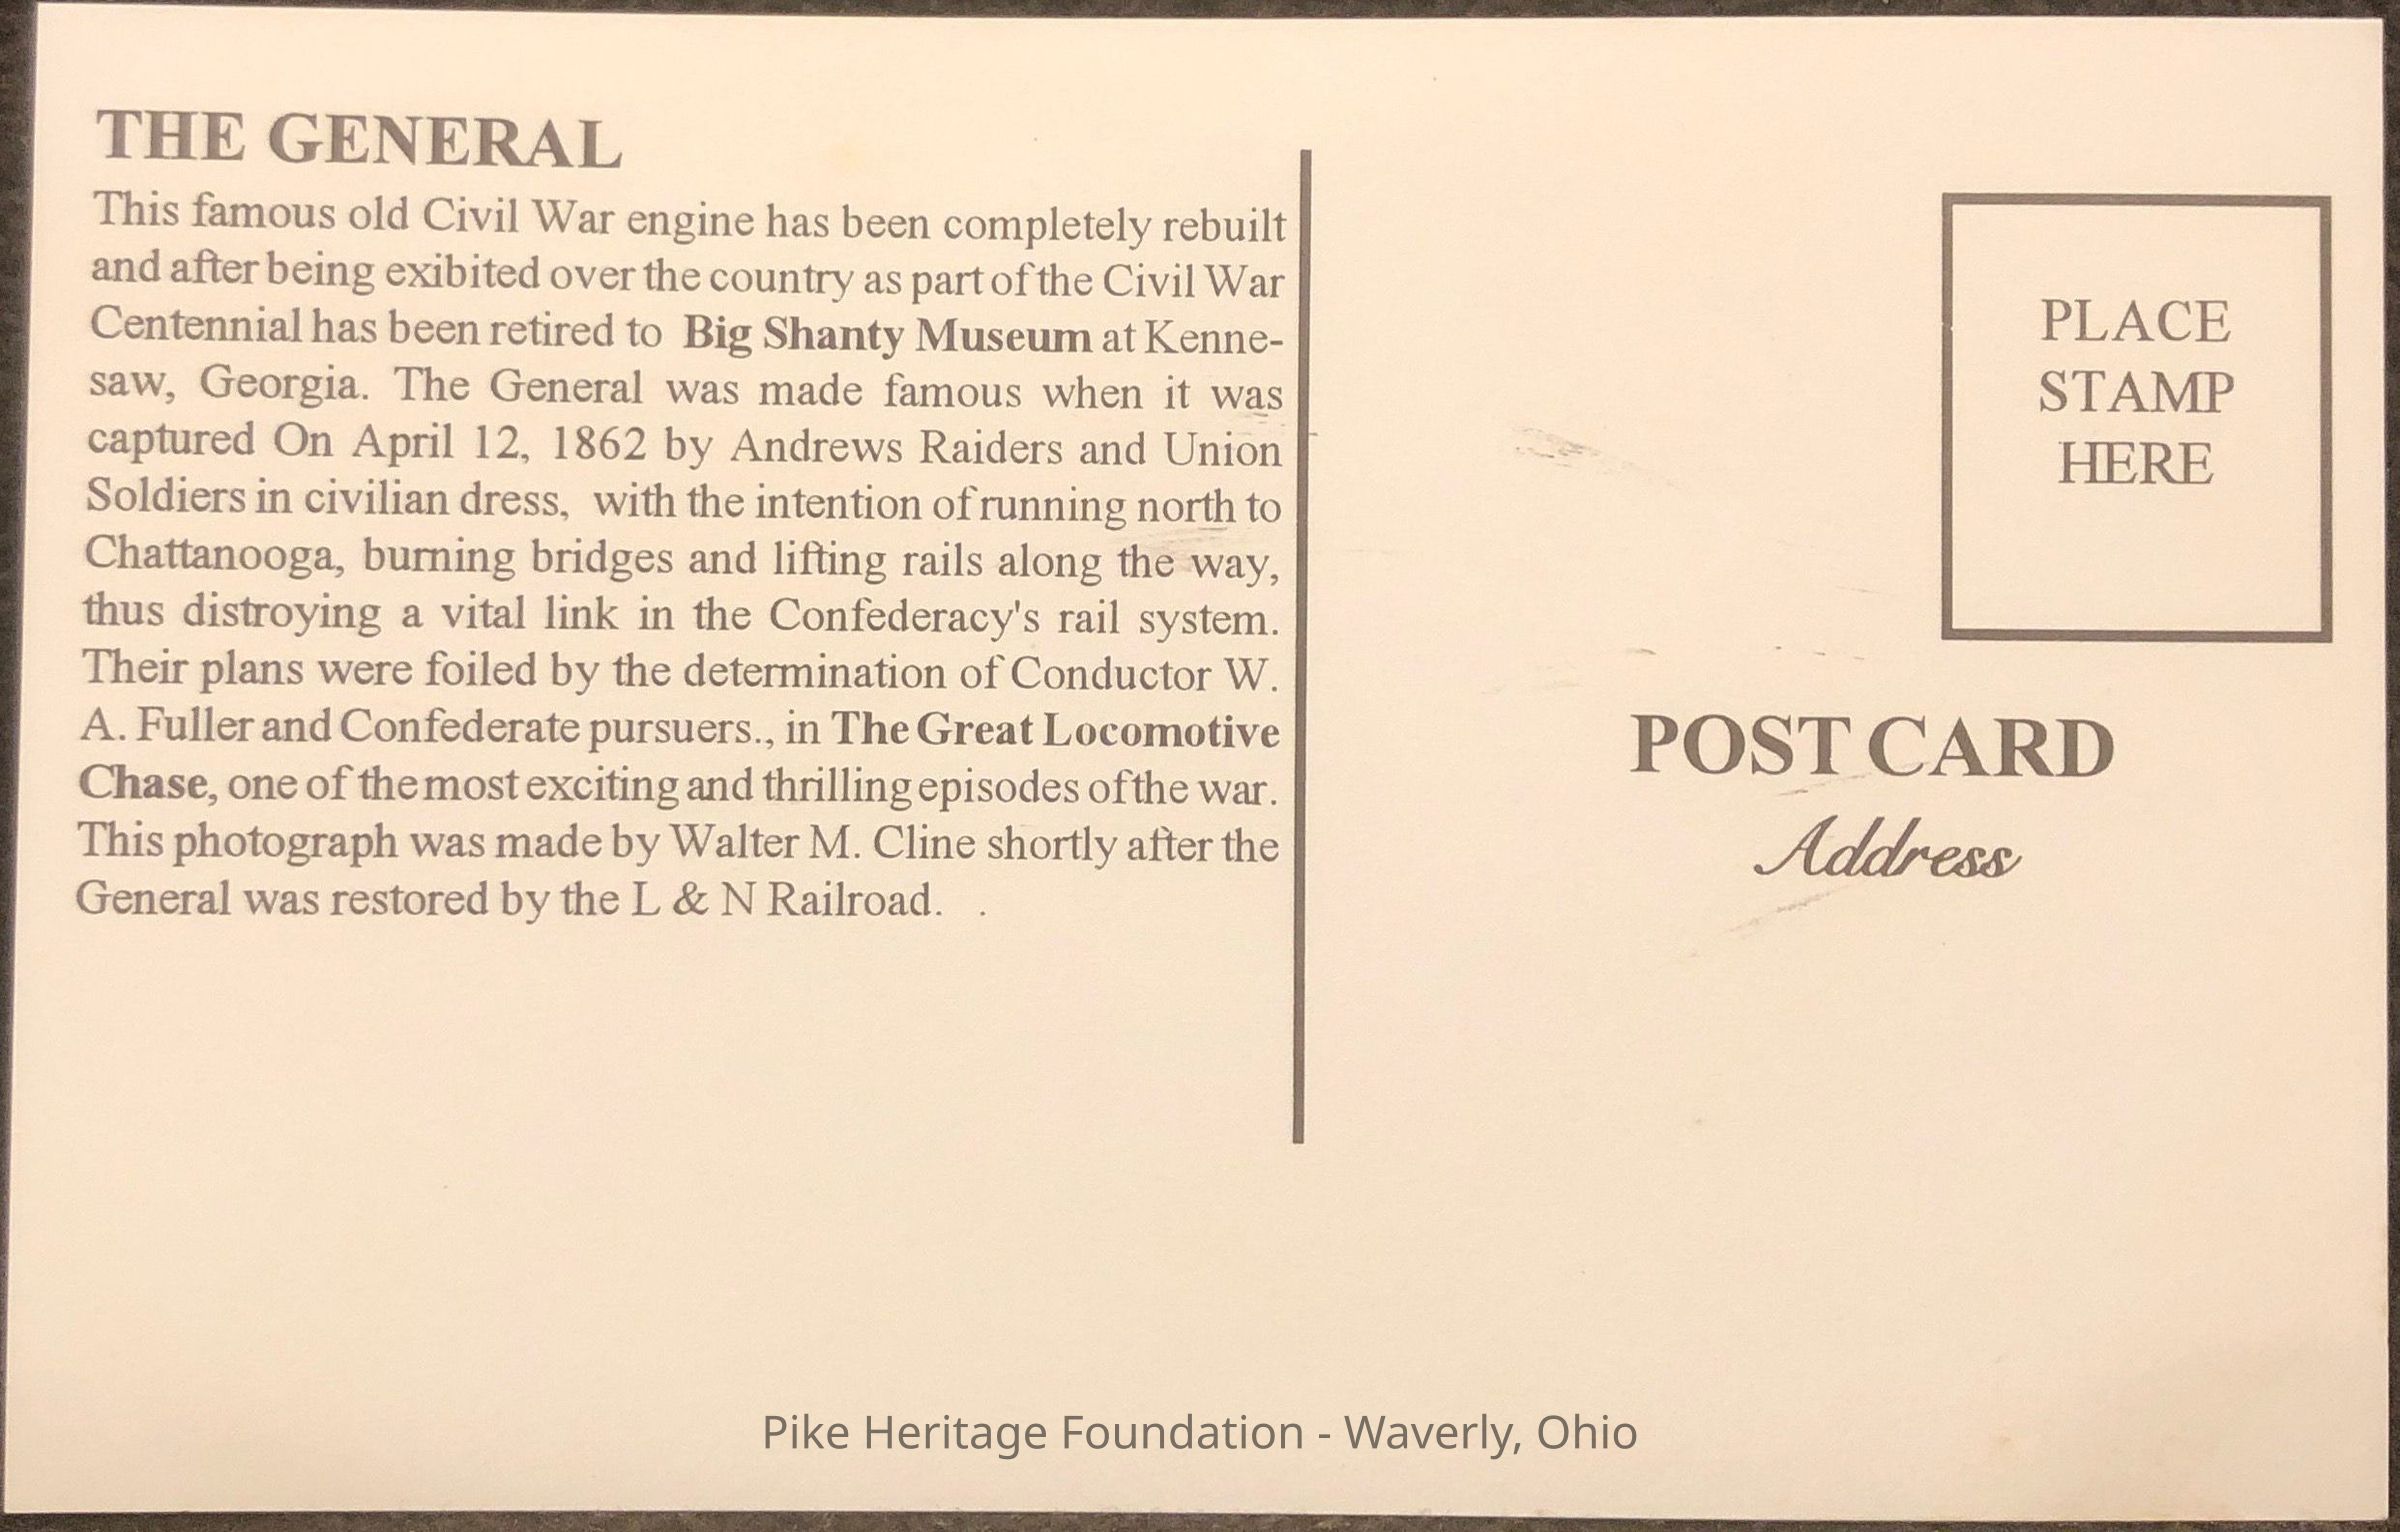 THE GENERAL
This famous old Civil War engine has been completely rebuilt
and after being exibited over the country as part of the Civil War
Centennial has been retired to Big Shanty Museum at Kenne-
saw, Georgia. The General was made famous when it was
captured On April 12, 1862 by Andrews Raiders and Union
Soldiers in civilian dress, with the intention of running north to
Chattanooga, burning bridges and lifting rails along the way,
thus distroying a vital link in the Confederacy's rail system.
Their plans were foiled by the determination of Conductor W.
A. Fuller and Confederate pursuers., in The Great Locomotive
Chase, one of the most exciting and thrilling episodes of the war.
This photograph was made by Walter M. Cline shortly after the
General was restored by the L & N Railroad. .
PLACE
STAMP
HERE
POST CARD
Address
Pike Heritage Foundation - Waverly, Ohio